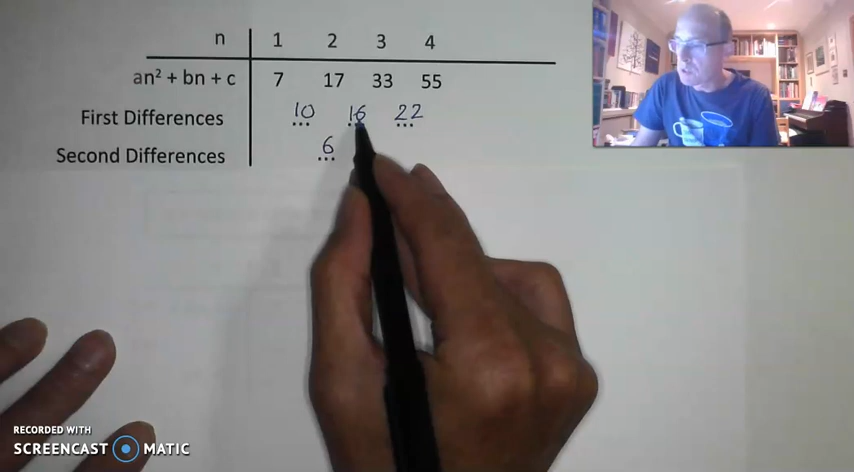 n 1 2 3 4
an² + bn + c 7 17 33 55
First Differences 10 16 22
Second Differences 6
RECORDED WITH
SCREENCAST MATIC